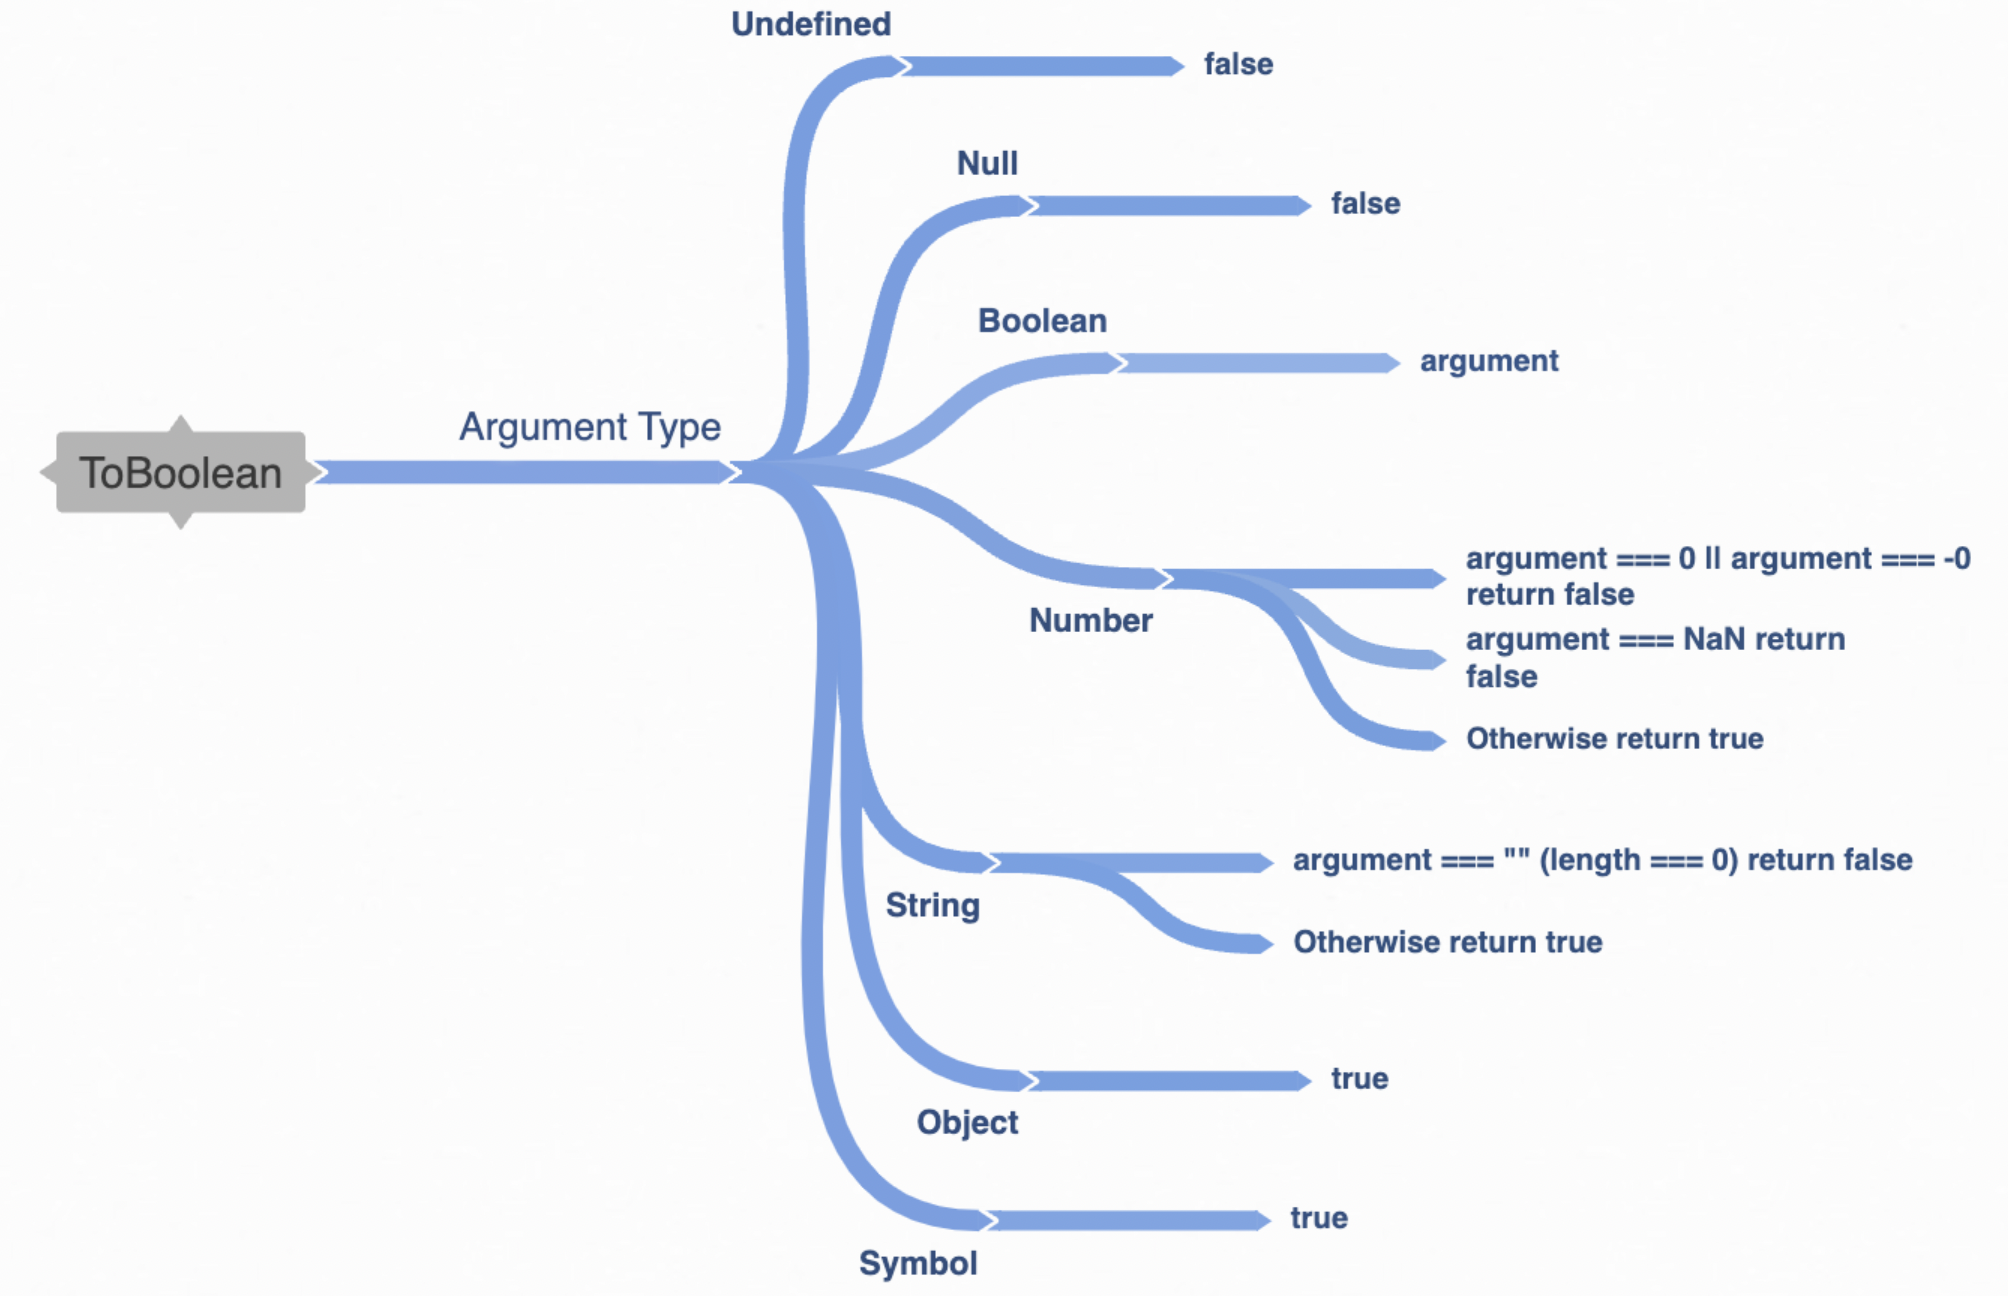 Undefined
false
Null
false
Boolean
argument
Argument Type
ToBoolean
argument === 0 || argument === -0
return false
Number
argument === NaN return
false
Otherwise return true
argument === "" (length === 0) return false
String
Otherwise return true
true
Object
true
Symbol